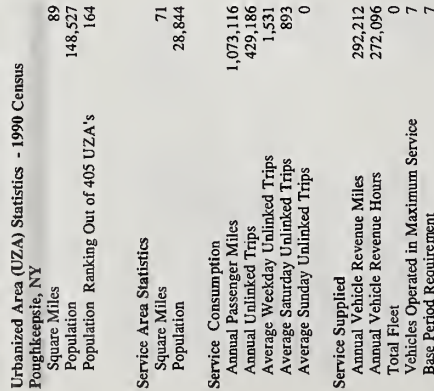 Urbanized Area (UZA) Statistics - 1990 Census
Poughkeepsie, NY
Square Miles 89
Population 148,527
Population Ranking Out of 405 UZA's 164
Service Area Statistics
Square Miles 71
Population 28,844
Service Consumption
Annual Passenger Miles 1,073,116
Annual Unlinked Trips 429,186
Average Weekday Unlinked Trips 1,531
Average Saturday Unlinked Trips 893
Average Sunday Unlinked Trips 0
Service Supplied
Annual Vehicle Revenue Miles 292,212
Annual Vehicle Revenue Hours 272,096
Total Fleet 0
Vehicles Operated in Maximum Service 7
Base Period Requirement 7